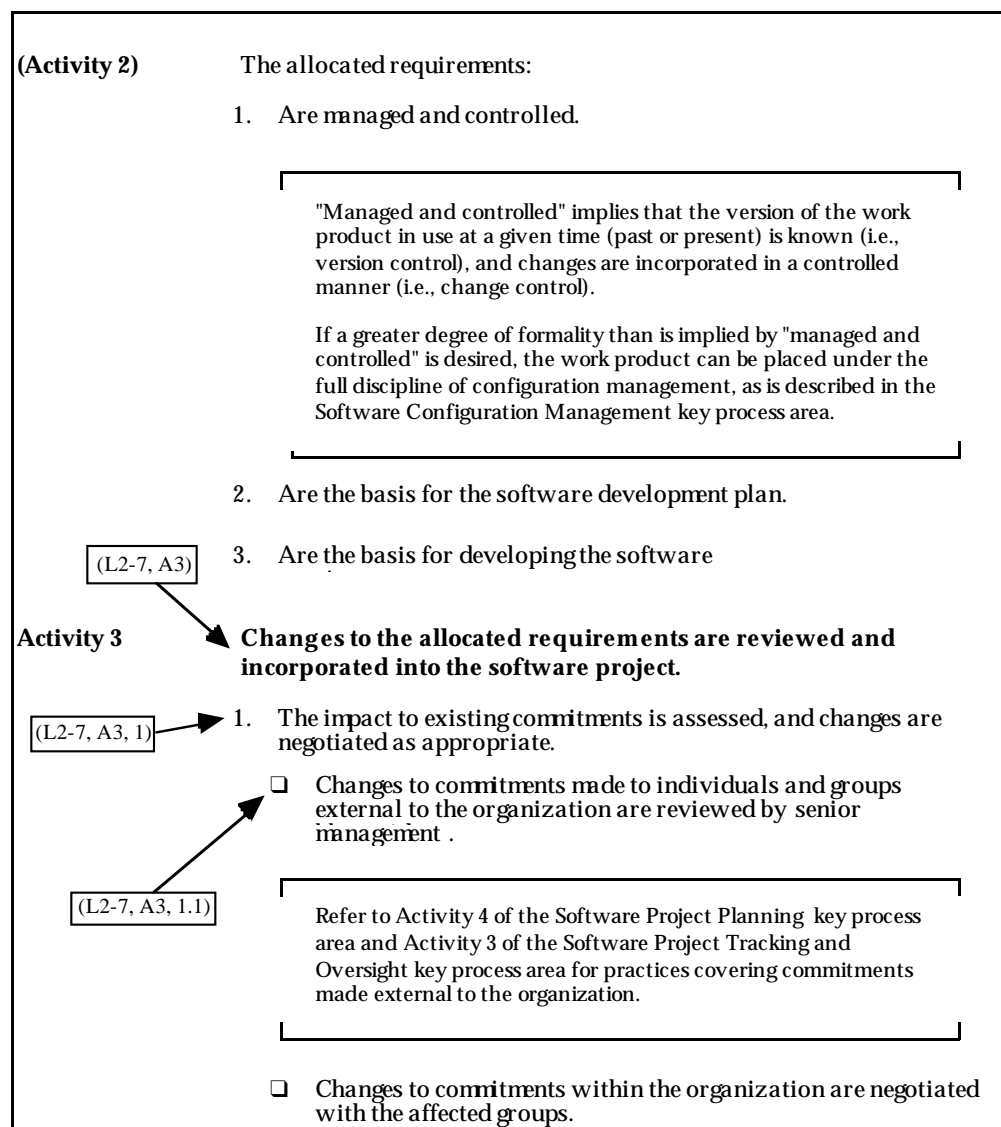 (Activity 2) The allocated requirements:
1. Are managed and controlled.
"Managed and controlled" implies that the version of the work
product in use at a given time (past or present) is known (i.e.,
version control), and changes are incorporated in a controlled
manner (i.e., change control).
If a greater degree of formality than is implied by "managed and
controlled" is desired, the work product can be placed under the
full discipline of configuration management, as is described in the
Software Configuration Management key process area.
2. Are the basis for the software development plan.
3. Are the basis for developing the software
(L2-7, A3)
Activity 3 Changes to the allocated requirements are reviewed and
incorporated into the software project.
(L2-7, A3, 1)
1. The impact to existing commitments is assessed, and changes are
negotiated as appropriate.
❏ Changes to commitments made to individuals and groups
external to the organization are reviewed by senior
management .
(L2-7, A3, 1.1)
Refer to Activity 4 of the Software Project Planning key process
area and Activity 3 of the Software Project Tracking and
Oversight key process area for practices covering commitments
made external to the organization.
❏ Changes to commitments within the organization are negotiated
with the affected groups.